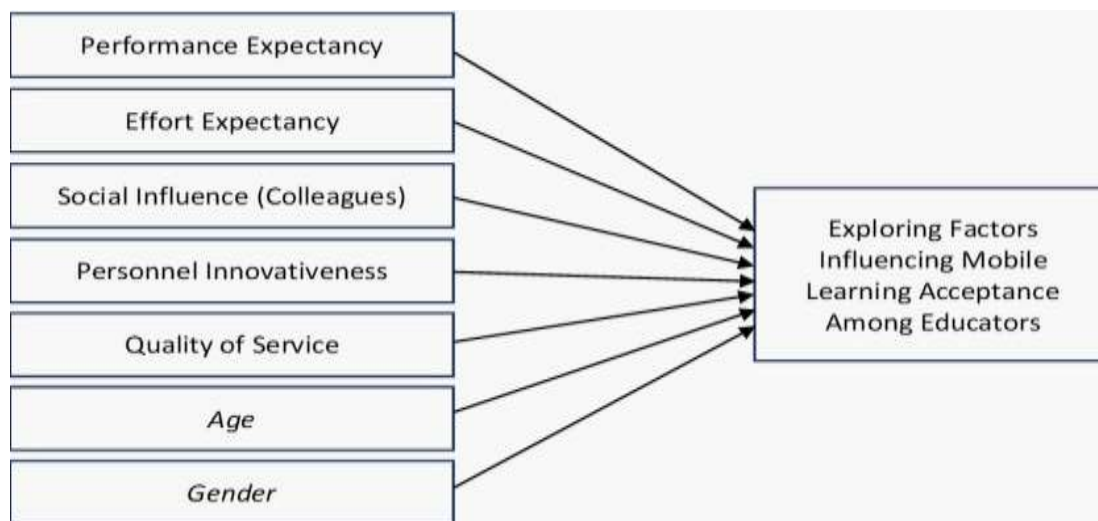 Performance Expectancy
Effort Expectancy
Social Influence (Colleagues)
Personnel Innovativeness
Quality of Service
Age
Gender
Exploring Factors
Influencing Mobile
Learning Acceptance
Among Educators